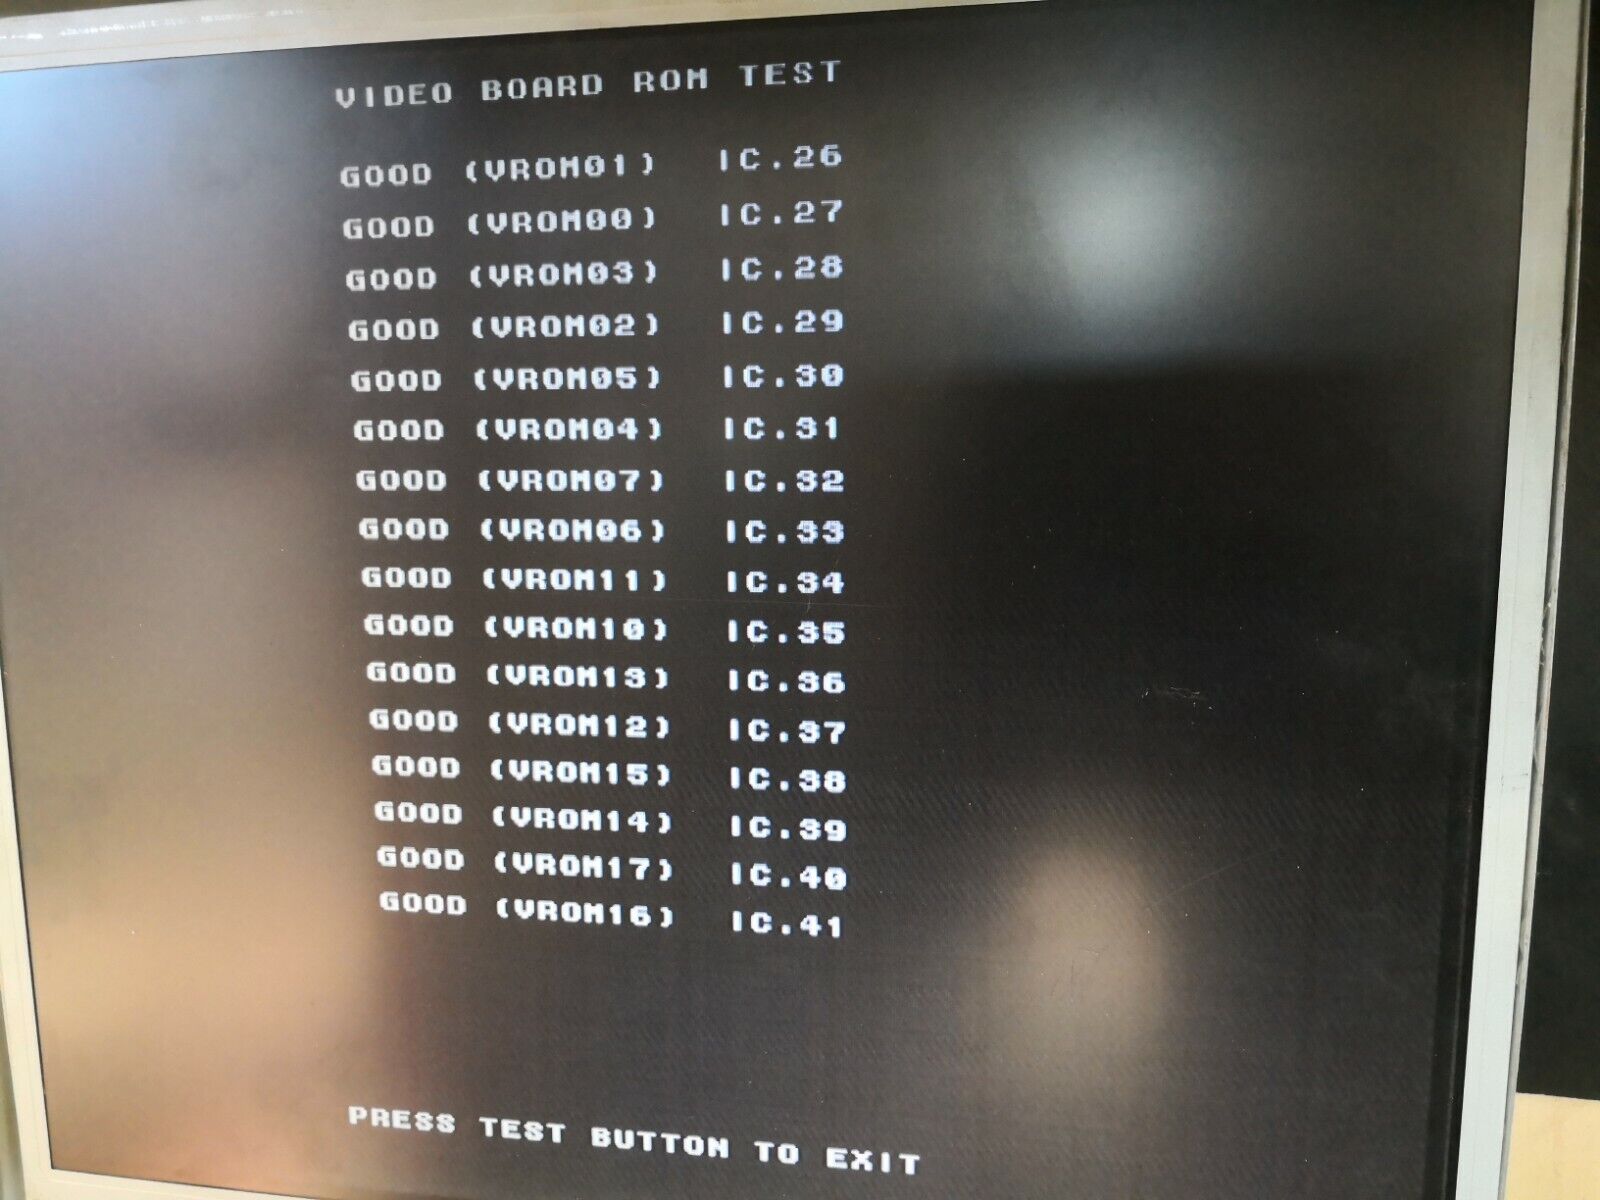 VIDEO BOARD ROM TEST
GOOD (VROM01) IC.26
GOOD (VROM00) IC.27
GOOD (VROM03) IC.28
GOOD (VROM02) IC.29
GOOD (VROM05) IC.30
GOOD (VROM04) IC.31
GOOD (VROM07) IC.32
GOOD (VROM06) IC.33
GOOD (VROM11) IC.34
GOOD (VROM10) IC.35
GOOD (VROM13) IC.36
GOOD (VROM12) IC.37
GOOD (VROM15) IC.38
GOOD (VROM14) IC.39
GOOD (VROM17) IC.40
GOOD (VROM16) IC.41
PRESS TEST BUTTON TO EXIT